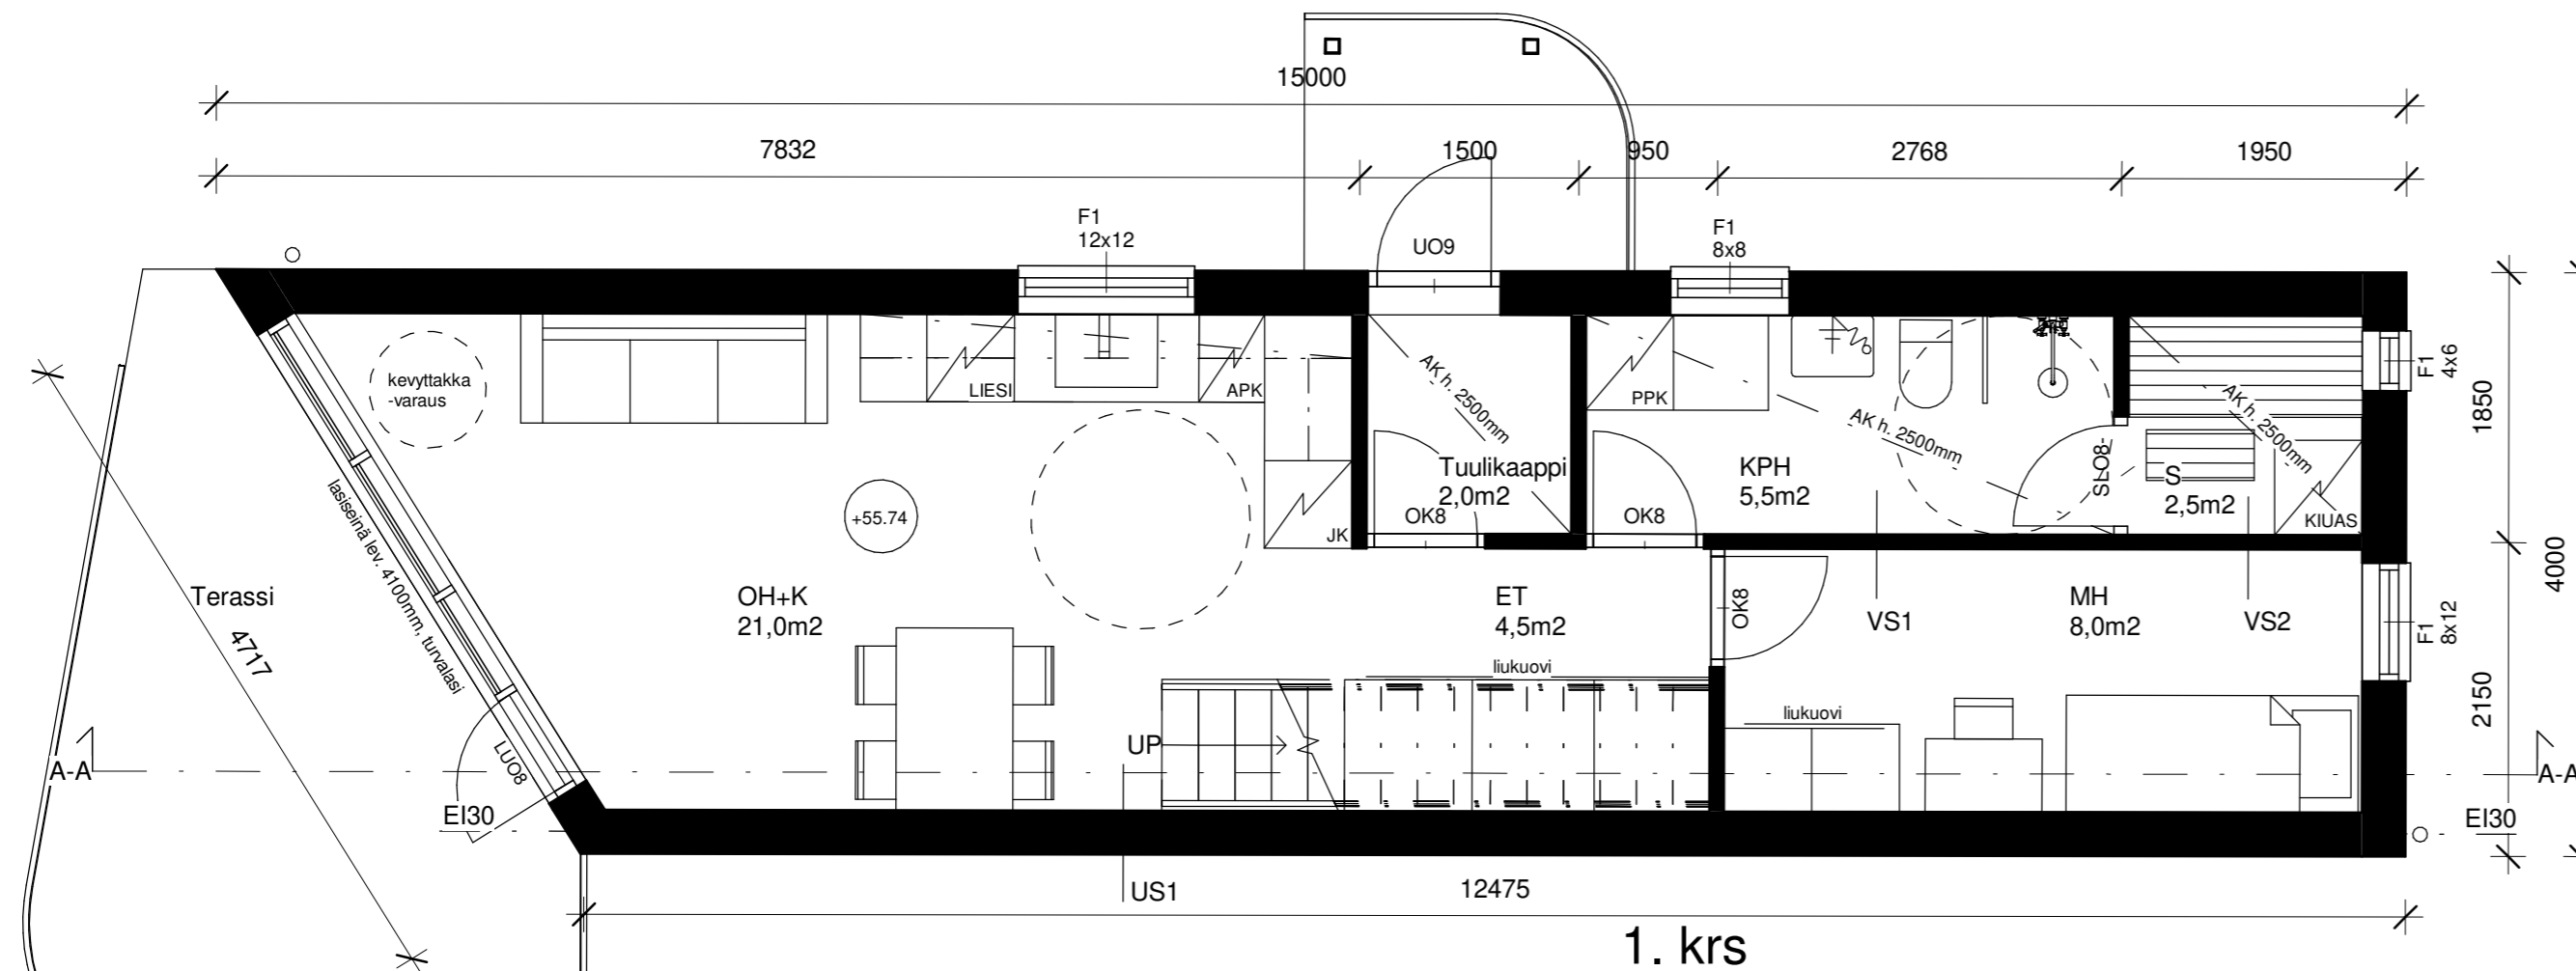 15000
7832
1500
950
2768
1950
F1
12x12
UO9
F1
8x8
kevyttakka
-varaus
LIESI
APK
AK h. 2500mm
PPK
AK h. 2500mm
AK h. 2500mm
F1
4x6
1850
Tuulikaappi
2,0m2
KPH
5,5m2
SLO8
S
2,5m2
KIUAS
+55.74
JK
OK8
OK8
4000
lasiseinä lev. 4100mm, turvalasi
Terassi
4717
OH+K
21,0m2
ET
4,5m2
OK8
VS1
MH
8,0m2
VS2
F1
8x12
liukuovi
liukuovi
2150
UP
A-A
LUO8
A-A
EI30
EI30
US1
12475
1. krs